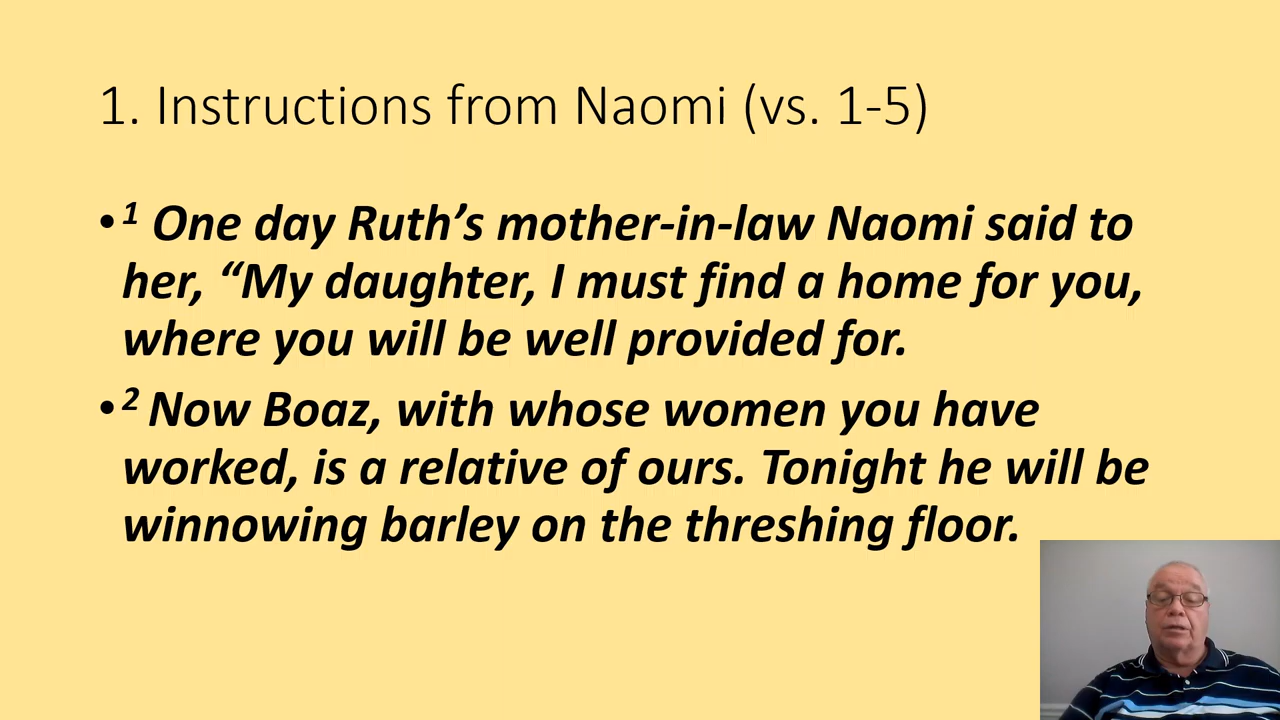 1. Instructions from Naomi (vs. 1-5)
•1 One day Ruth’s mother-in-law Naomi said to
her, “My daughter, I must find a home for you,
where you will be well provided for.
•2 Now Boaz, with whose women you have
worked, is a relative of ours. Tonight he will be
winnowing barley on the threshing floor.